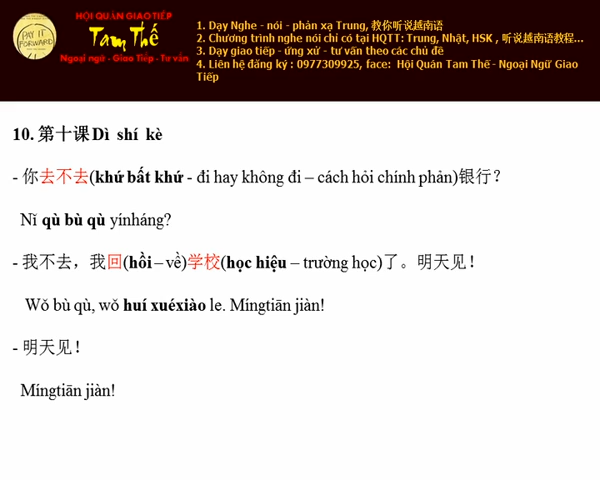 PAY IT
FORWARD
HỘI QUÁN GIAO TIẾP
Tam Thế
Ngoại ngữ - Giao Tiếp - Tư vấn
1. Dạy Nghe - nói - phản xạ Trung, 教你听说越南语
2. Chương trình nghe nói chỉ có tại HQTT: Trung, Nhật, HSK , 听说越南语教程...
3. Dạy giao tiếp - ứng xử - tư vấn theo các chủ đề
4. Liên hệ đăng ký : 0977309925, face: Hội Quán Tam Thế - Ngoại Ngữ Giao
Tiếp
10. 第十课 Dì shí kè
- 你去不去(khứ bất khứ - đi hay không đi – cách hỏi chính phản)银行?
Nǐ qù bù qù yínháng?
- 我不去，我回(hồi – về)学校(học hiệu – trường học)了。明天见！
Wǒ bù qù, wǒ huí xuéxiào le. Míngtiān jiàn!
- 明天见！
Míngtiān jiàn!